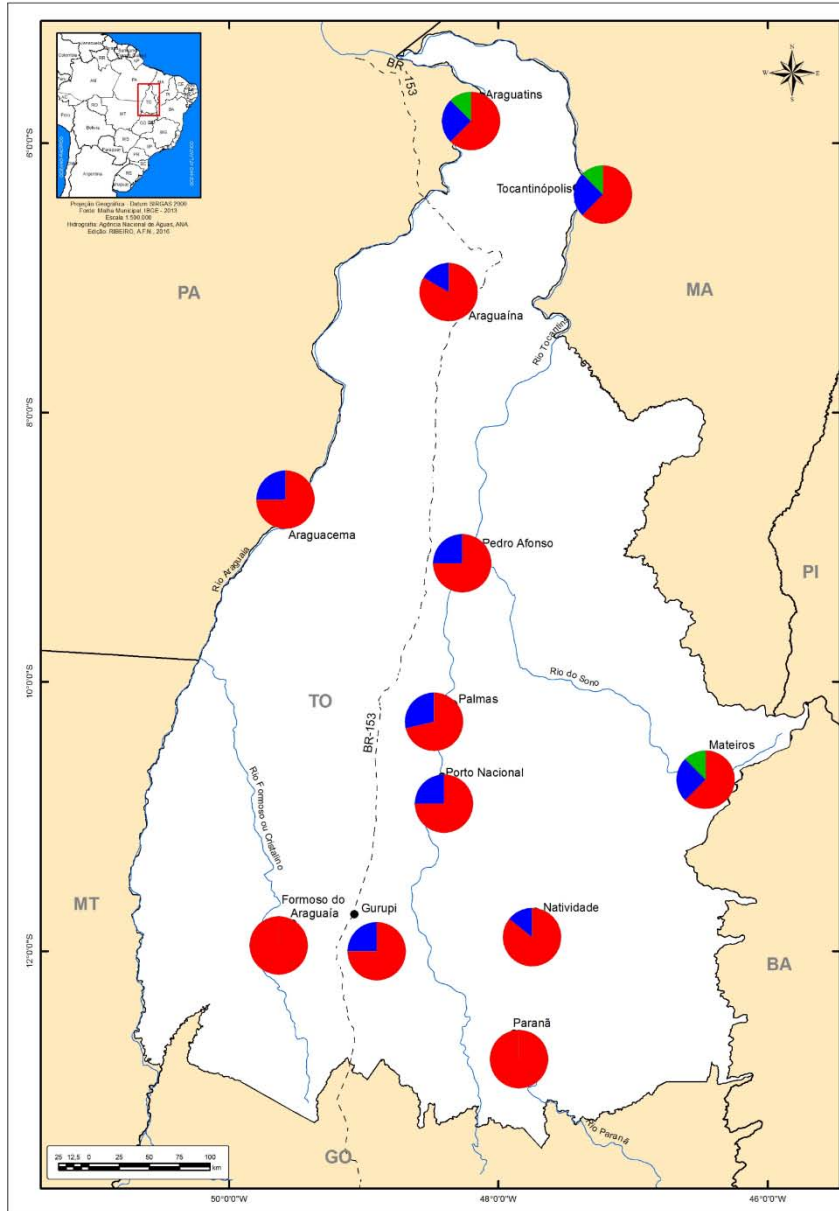 BR -153
Araguatins
Tocantinópolis
Projeção Geográfica - Datum SIRGAS 2000
Fonte: Malha Municipal, IBGE - 2013
Escala 1:500.000
Hidrografia: Agência Nacional de Águas, ANA
Edição: RIBEIRO, A.F.N., 2016
N
W
E
S
6°0'0"S
PA
MA
Araguaína
Rio Tocantins
8°0'0"S
Araguacema
Rio Araguaia
Pedro Afonso
PI
10°0'0"S
TO
BR-153
Palmas
Rio do Sono
Mateiros
Porto Nacional
Rio Formoso ou Cristalino
MT
Formoso do
Araguaía
Gurupi
Natividade
12°0'0"S
BA
Paranã
Rio Paranã
GO
25 12,5 0 25 50 75 100
km
50°0'0"W
48°0'0"W
46°0'0"W